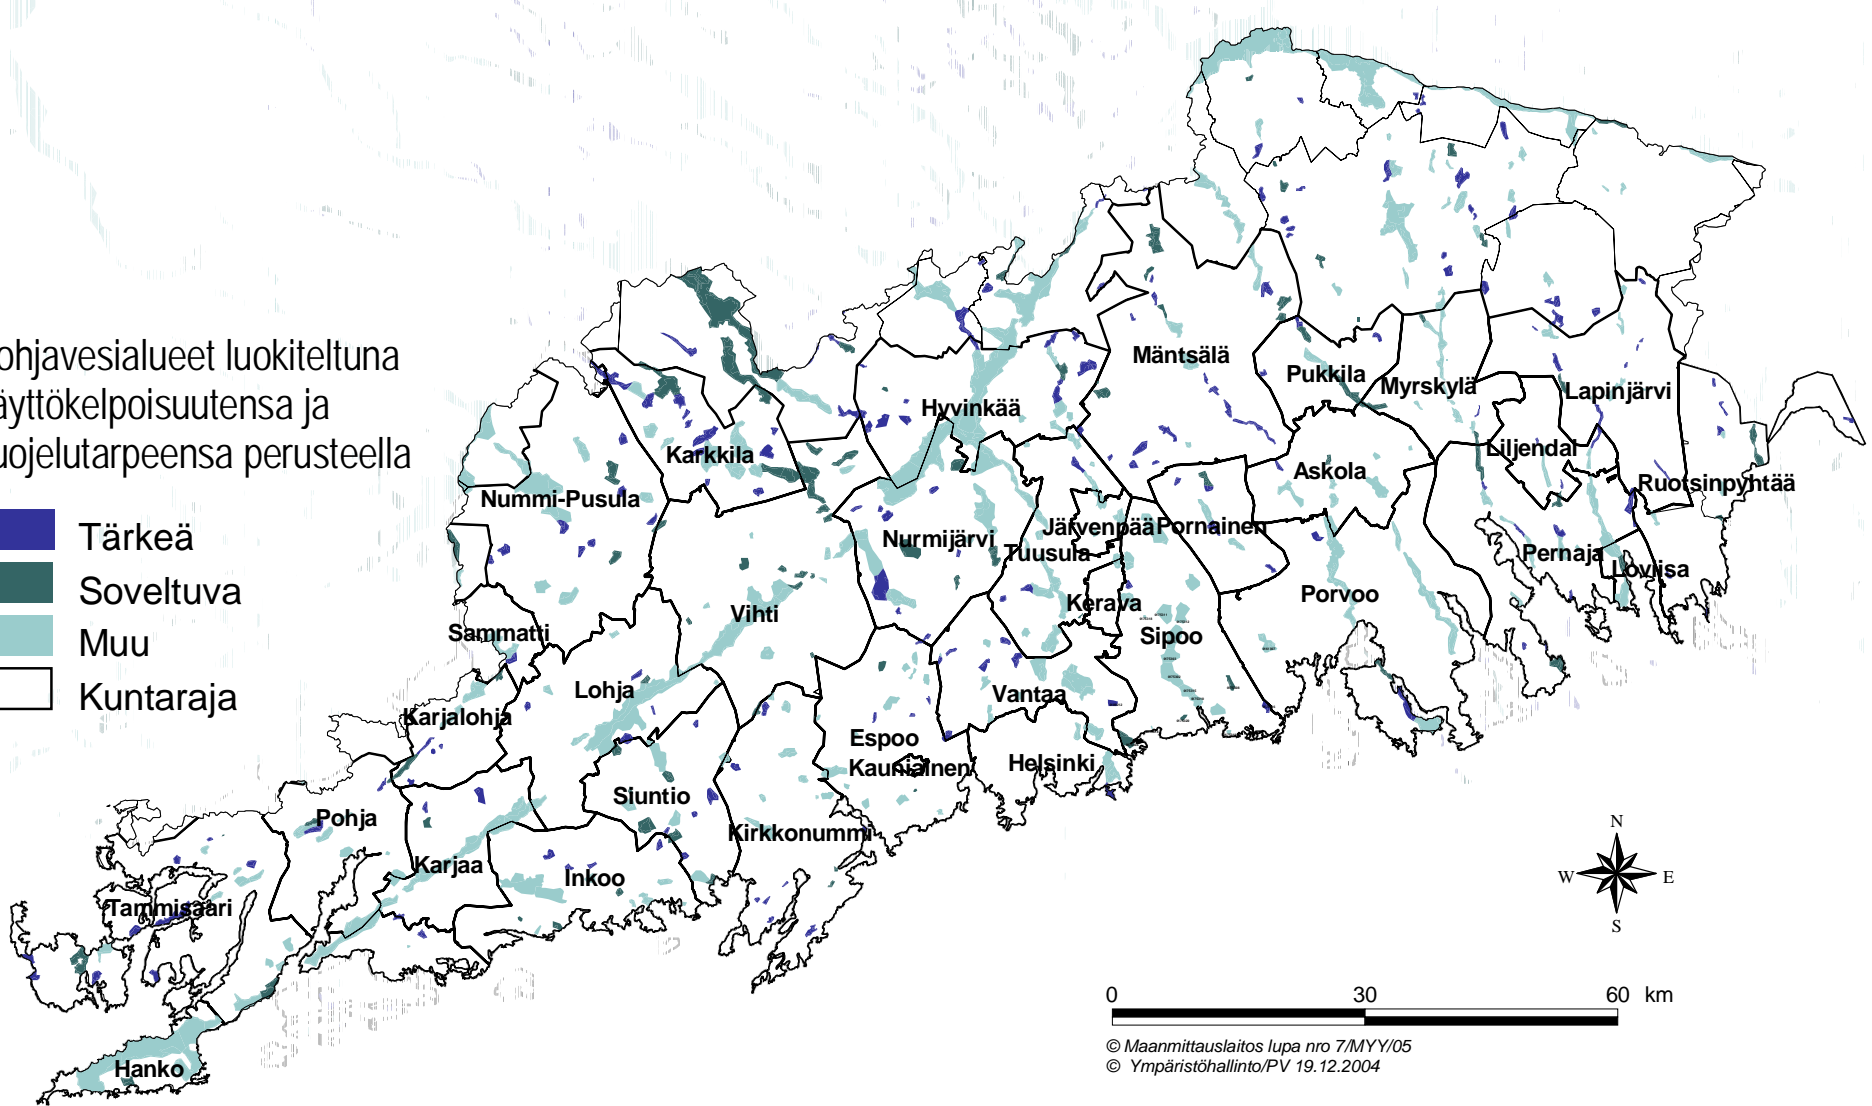 ohjavesialueet luokiteltuna
äyttökelpoisuutensa ja
uojelutarpeensa perusteella
Tärkeä
Soveltuva
Muu
Kuntaraja
Mäntsälä
Pukkila
Myrskylä
Lapinjärvi
Hyvinkää
Karkkila
Liljendal
Askola
Ruotsinpyhtää
Nummi-Pusula
Nurmijärvi
Järvenpää
Pornainen
Tuusula
Pernaja
Loviisa
Vihti
Kerava
Porvoo
Sammatti
Sipoo
Lohja
Vantaa
Karjalohja
Espoo
Kauniainen
Helsinki
Siuntio
Pohja
Kirkkonummi
Karjaa
Inkoo
Tammisaari
Hanko
N
W E
S
0 30 60 km
© Maanmittauslaitos lupa nro 7/MYY/05
© Ympäristöhallinto/PV 19.12.2004